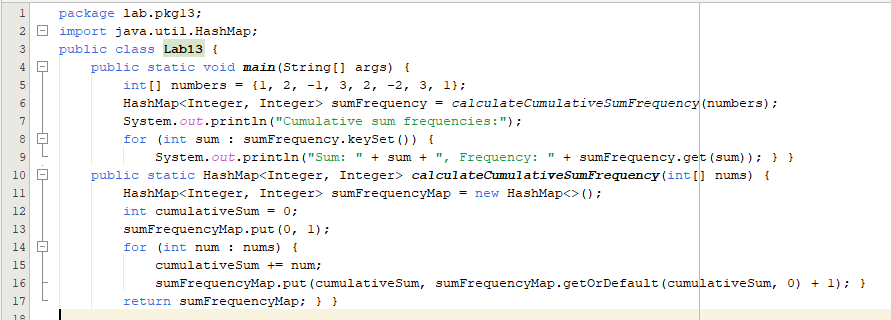 1 package lab.pkg13;
2 import java.util.HashMap;
3 public class Lab13 {
4 public static void main(String[] args) {
5 int[] numbers = {1, 2, -1, 3, 2, -2, 3, 1};
6 HashMap<Integer, Integer> sumFrequency = calculateCumulativeSumFrequency(numbers);
7 System.out.println("Cumulative sum frequencies:");
8 for (int sum : sumFrequency.keySet()) {
9 System.out.println("Sum: " + sum + ", Frequency: " + sumFrequency.get(sum)); } }
10 public static HashMap<Integer, Integer> calculateCumulativeSumFrequency(int[] nums) {
11 HashMap<Integer, Integer> sumFrequencyMap = new HashMap<>();
12 int cumulativeSum = 0;
13 sumFrequencyMap.put(0, 1);
14 for (int num : nums) {
15 cumulativeSum += num;
16 sumFrequencyMap.put(cumulativeSum, sumFrequencyMap.getOrDefault(cumulativeSum, 0) + 1); }
17 return sumFrequencyMap; } }
18